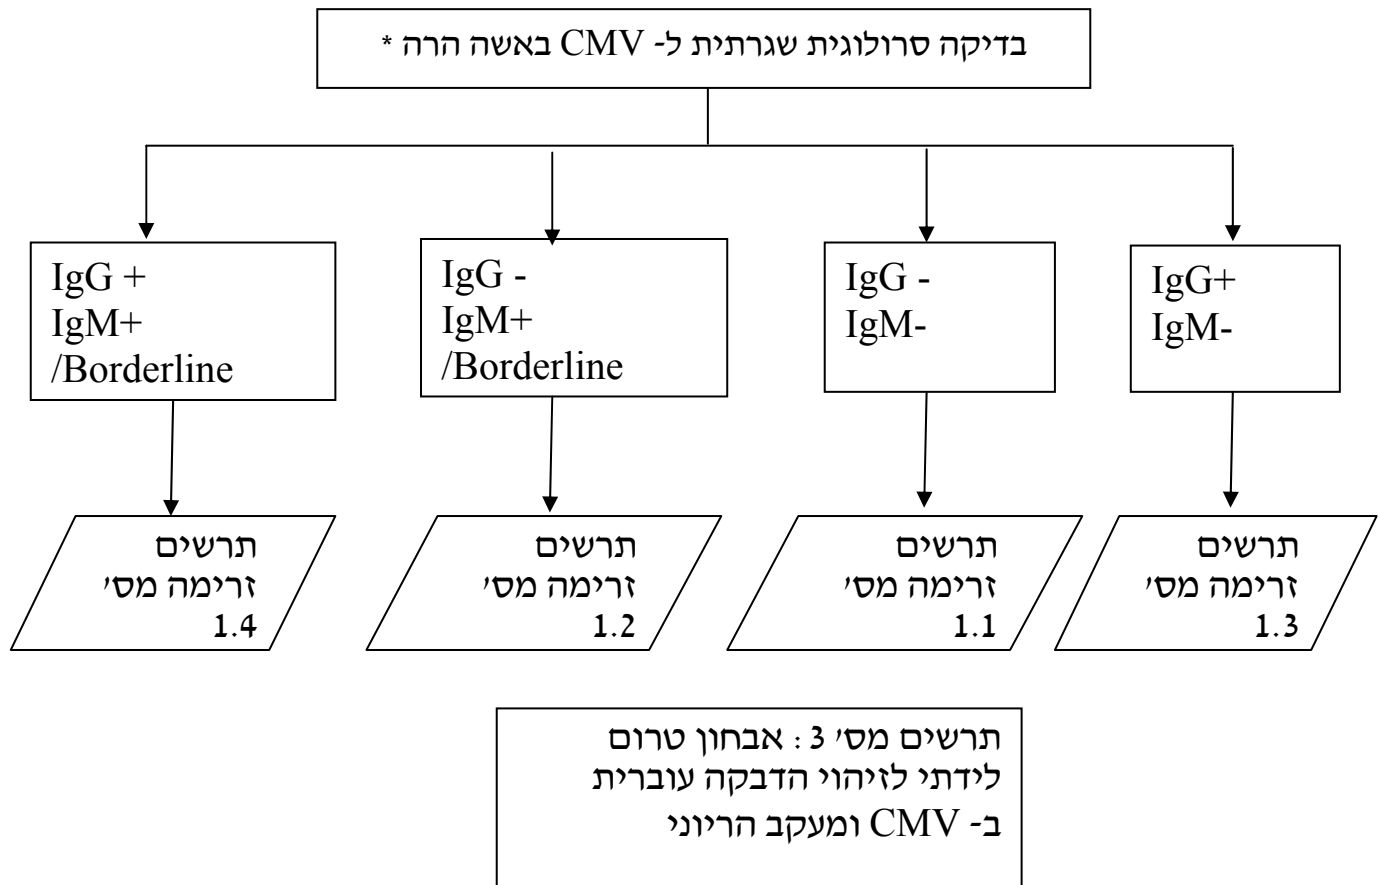 בדיקה סרולוגית שגרתית ל- CMV באשה הרה *
IgG +
IgM+
/Borderline
IgG -
IgM+
/Borderline
IgG -
IgM-
IgG+
IgM-
תרשים
זרימה מס׳
1.4
תרשים
זרימה מס׳
1.2
תרשים
זרימה מס׳
1.1
תרשים
זרימה מס׳
1.3
תרשים מס׳ 3 : אבחון טרום
לידתי לזיהוי הדבקה עוברית
ב- CMV ומעקב הריוני